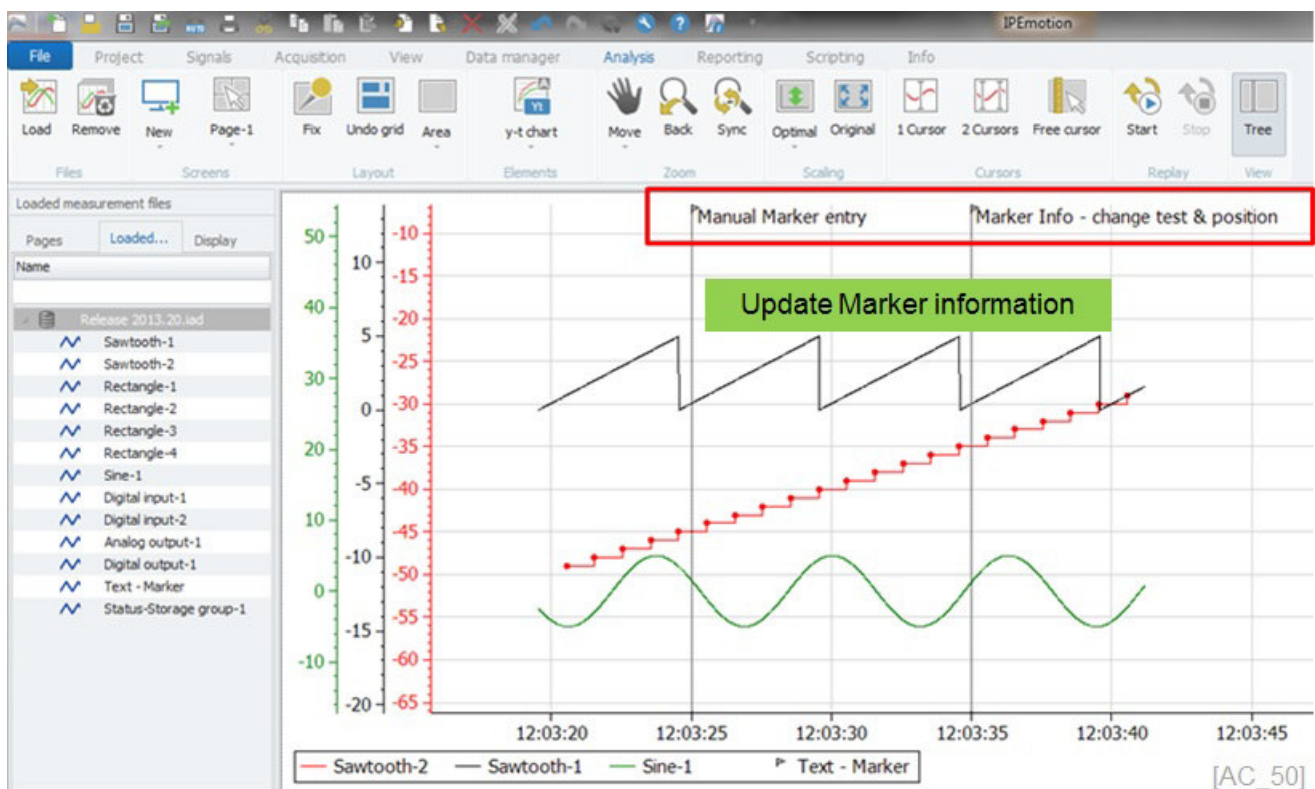 IPEmotion
File Project Signals Acquisition View Data manager Analysis Reporting Scripting Info
Load Remove New Page-1 Fix Undo grid Area y-t chart Move Back Sync Optimal Original 1 Cursor 2 Cursors Free cursor Start Stop Tree
Files Screens Layout Elements Zoom Scaling Cursors Replay View
Loaded measurement files
Pages Loaded... Display
Name
Release 2013.20.iad
Sawtooth-1
Sawtooth-2
Rectangle-1
Rectangle-2
Rectangle-3
Rectangle-4
Sine-1
Digital input-1
Digital input-2
Analog output-1
Digital output-1
Text - Marker
Status-Storage group-1
Manual Marker entry Marker Info - change test & position
Update Marker information
50
40
30
20
10
0
-10
10
5
0
-5
-10
-15
-20
-10
-15
-20
-25
-30
-35
-40
-45
-50
-55
-60
-65
12:03:20 12:03:25 12:03:30 12:03:35 12:03:40 12:03:45
Sawtooth-2 Sawtooth-1 Sine-1 Text - Marker
[AC_50]